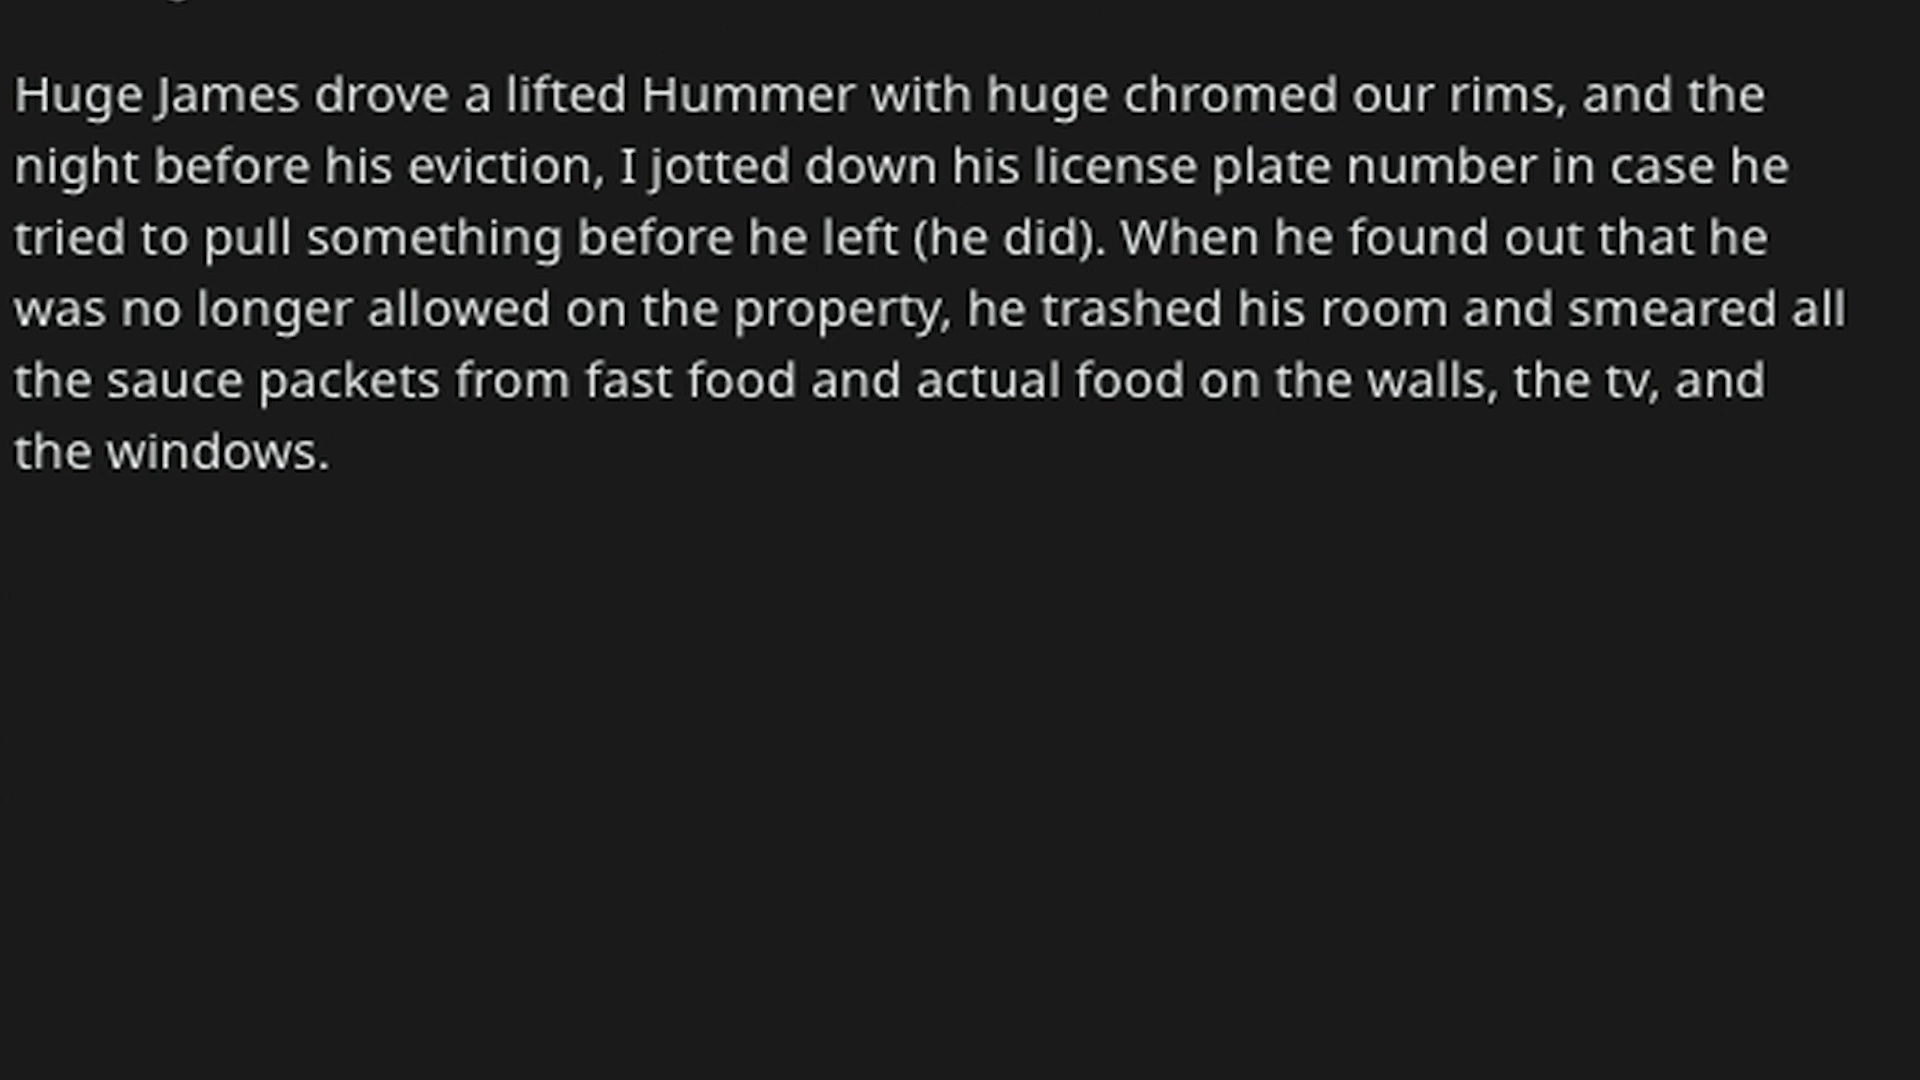 Huge James drove a lifted Hummer with huge chromed our rims, and the
night before his eviction, I jotted down his license plate number in case he
tried to pull something before he left (he did). When he found out that he
was no longer allowed on the property, he trashed his room and smeared all
the sauce packets from fast food and actual food on the walls, the tv, and
the windows.